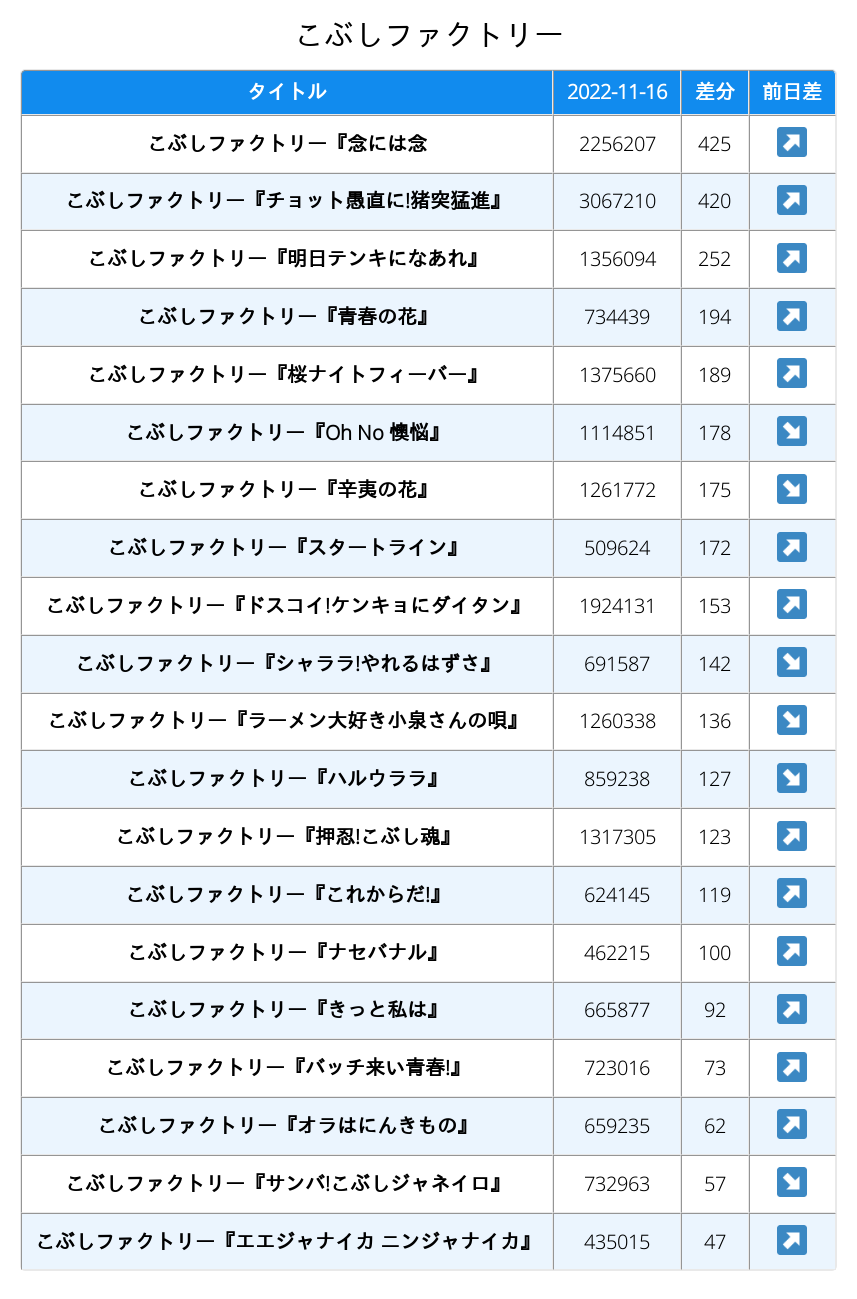 こぶしファクトリー
タイトル 2022-11-16 差分 前日差
こぶしファクトリー『念には念 2256207 425
こぶしファクトリー『チョット愚直に!猪突猛進』 3067210 420
こぶしファクトリー『明日テンキになあれ』 1356094 252
こぶしファクトリー『青春の花』 734439 194
こぶしファクトリー『桜ナイトフィーバー』 1375660 189
こぶしファクトリー『Oh No 懊悩』 1114851 178
こぶしファクトリー『辛夷の花』 1261772 175
こぶしファクトリー『スタートライン』 509624 172
こぶしファクトリー『ドスコイ!ケンキョにダイタン』 1924131 153
こぶしファクトリー『シャララ!やれるはずさ』 691587 142
こぶしファクトリー『ラーメン大好き小泉さんの唄』 1260338 136
こぶしファクトリー『ハルウララ』 859238 127
こぶしファクトリー『押忍!こぶし魂』 1317305 123
こぶしファクトリー『これからだ!』 624145 119
こぶしファクトリー『ナセバナル』 462215 100
こぶしファクトリー『きっと私は』 665877 92
こぶしファクトリー『バッチ来い青春!』 723016 73
こぶしファクトリー『オラはにんきもの』 659235 62
こぶしファクトリー『サンバ!こぶしジャネイロ』 732963 57
こぶしファクトリー『エエジャナイカ ニンジャナイカ』 435015 47